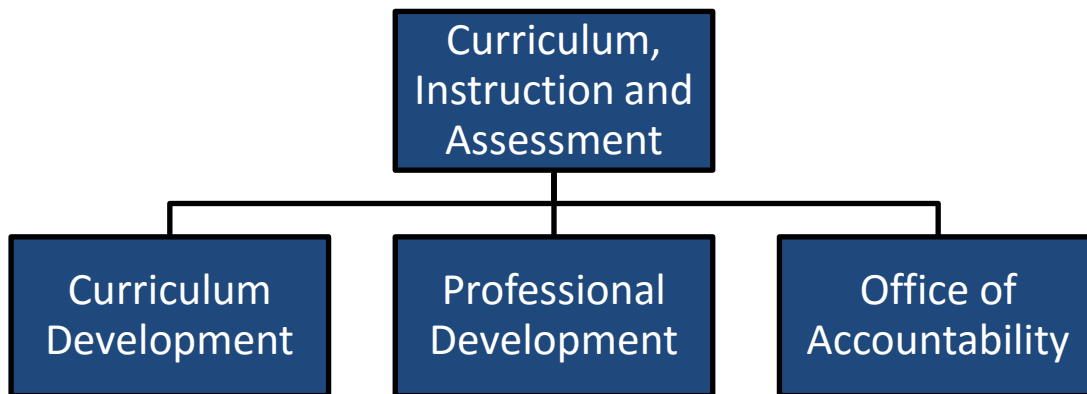 Curriculum,
Instruction and
Assessment
Curriculum
Development
Professional
Development
Office of
Accountability